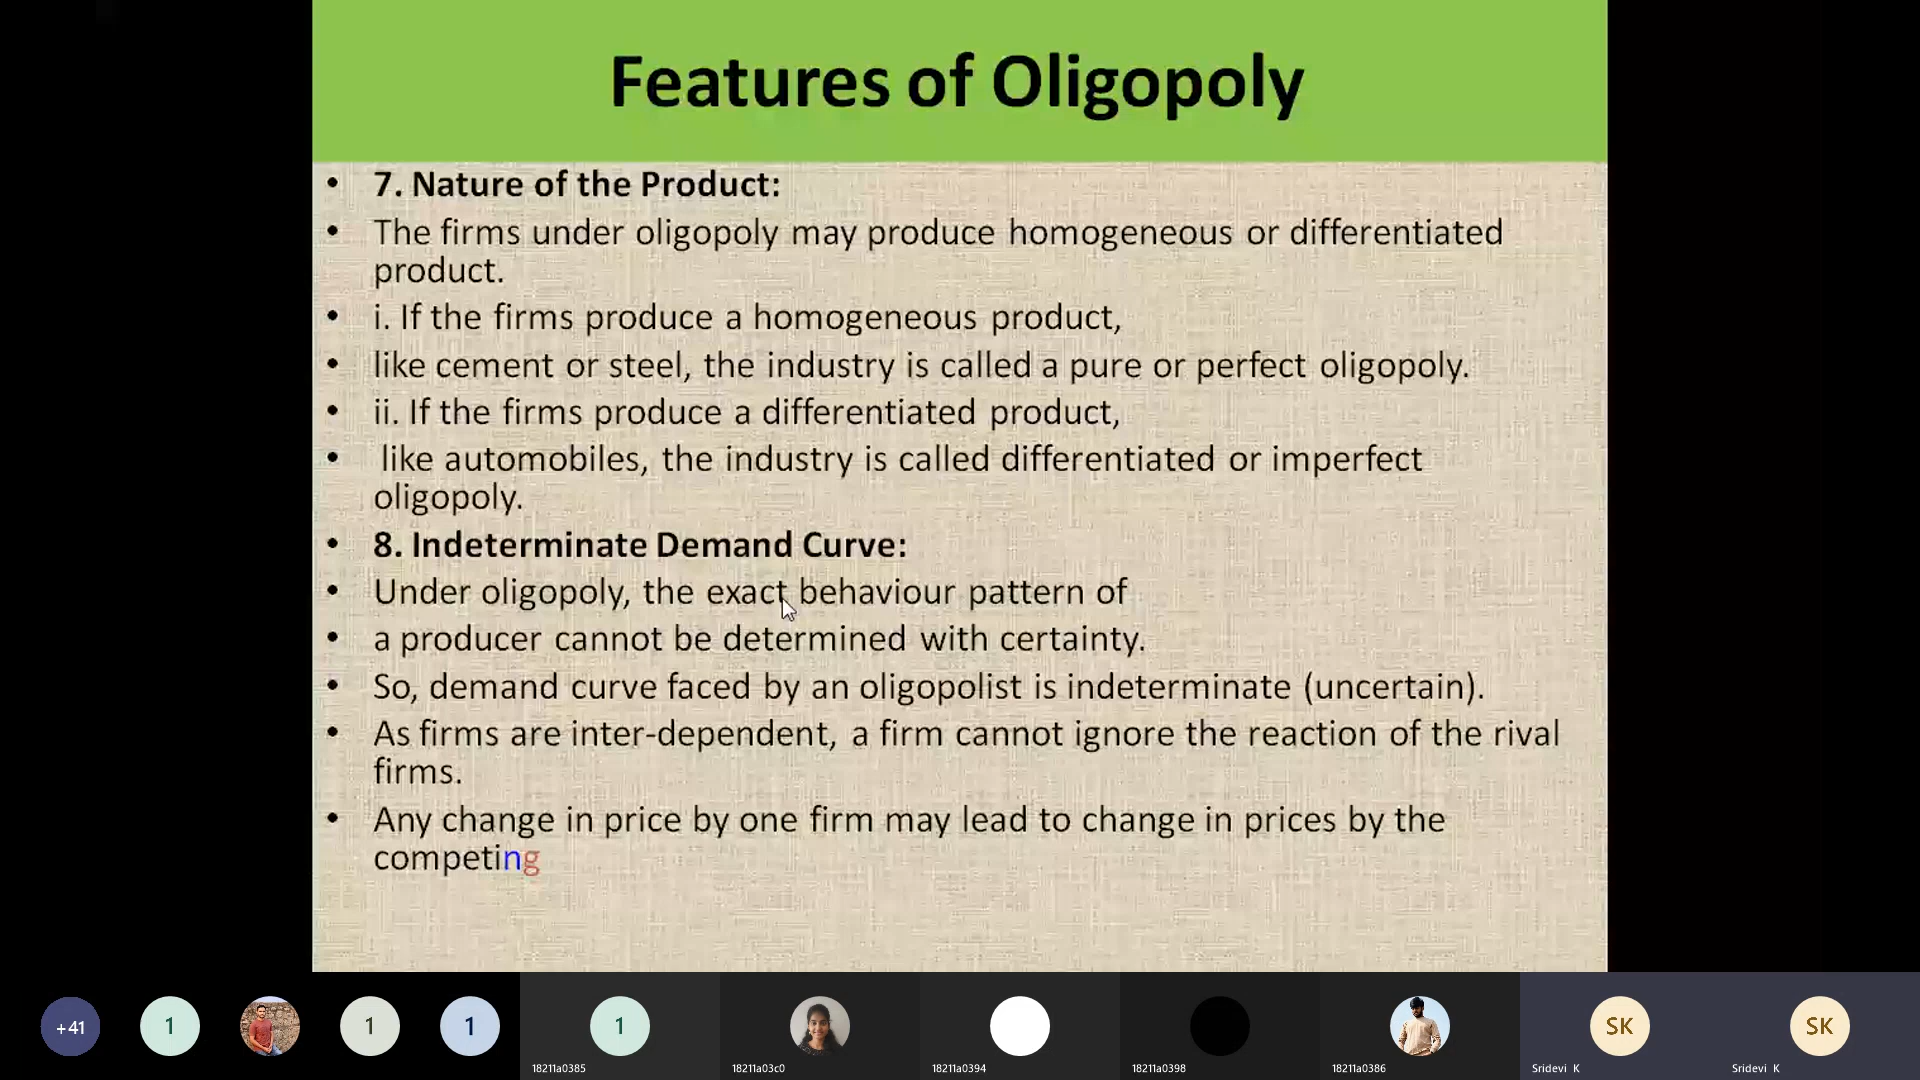 Features of Oligopoly
• 7. Nature of the Product:
• The firms under oligopoly may produce homogeneous or differentiated
product.
• i. If the firms produce a homogeneous product,
• like cement or steel, the industry is called a pure or perfect oligopoly.
• ii. If the firms produce a differentiated product,
• like automobiles, the industry is called differentiated or imperfect
oligopoly.
• 8. Indeterminate Demand Curve:
• Under oligopoly, the exact behaviour pattern of
• a producer cannot be determined with certainty.
• So, demand curve faced by an oligopolist is indeterminate (uncertain).
• As firms are inter-dependent, a firm cannot ignore the reaction of the rival
firms.
• Any change in price by one firm may lead to change in prices by the
competing
+41 1 1 1 1 SK SK
18211a0385 18211a03c0 18211a0394 18211a0398 18211a0386 Sridevi K Sridevi K